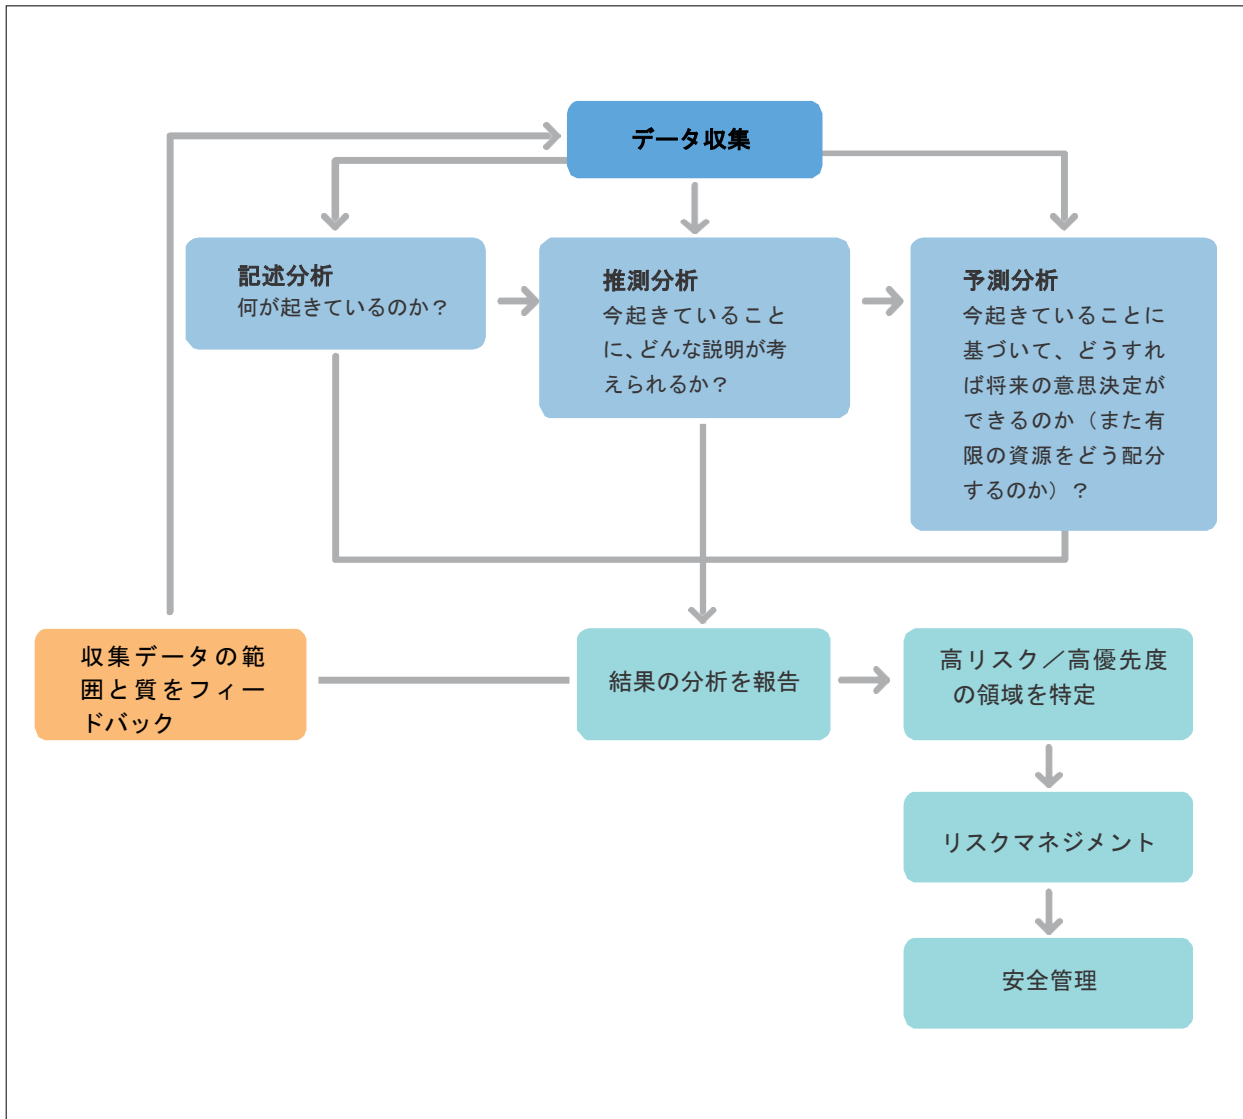 データ収集
記述分析
何が起きているのか？
推測分析
今起きていること
に、どんな説明が考
えられるか？
予測分析
今起きていることに
基づいて、どうすれ
ば将来の意思決定が
できるのか（また有
限の資源をどう配分
するのか）？
収集データの範
囲と質をフィー
ドバック
結果の分析を報告
高リスク／高優先度
の領域を特定
リスクマネジメント
安全管理